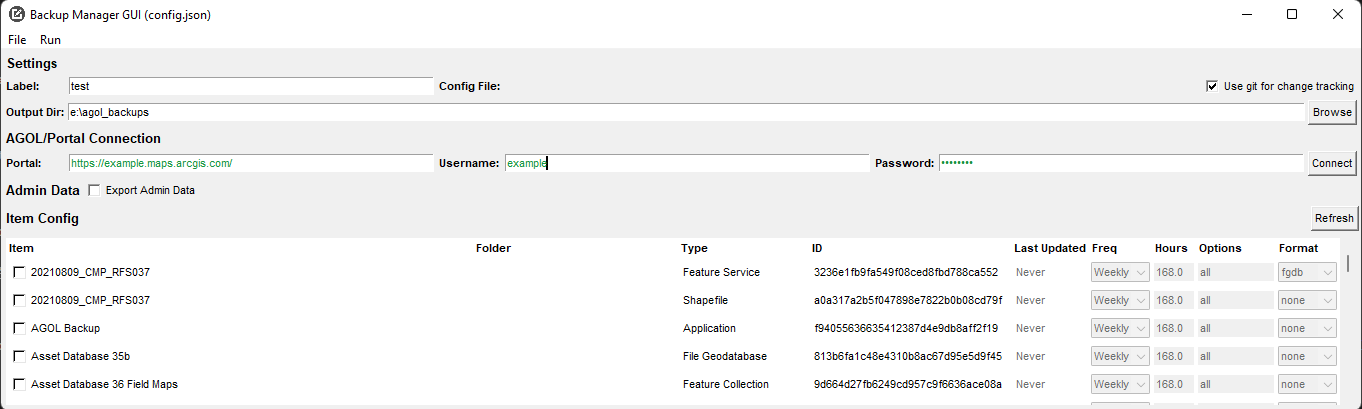 Backup Manager GUI (config.json)
File Run
Settings
Label: test Config File: Use git for change tracking
Output Dir: e:\agol_backups Browse
AGOL/Portal Connection
Portal: https://example.maps.arcgis.com/ Username: example Password: •••••••• Connect
Admin Data Export Admin Data
Item Config Refresh
Item Folder Type ID Last Updated Freq Hours Options Format
20210809_CMP_RFS037 Feature Service 3236e1fb9fa549f08ced8fbd788ca552 Never Weekly 168.0 all fgdb
20210809_CMP_RFS037 Shapefile a0a317a2b5f047898e7822b0b08cd79f Never Weekly 168.0 all none
AGOL Backup Application f94055636635412387d4e9db8aff2f19 Never Weekly 168.0 all none
Asset Database 35b File Geodatabase 813b6fa1c48e4310b8ac67d95e5d9f45 Never Weekly 168.0 all none
Asset Database 36 Field Maps Feature Collection 9d664d27fb6249cd957c9f6636ace08a Never Weekly 168.0 all none